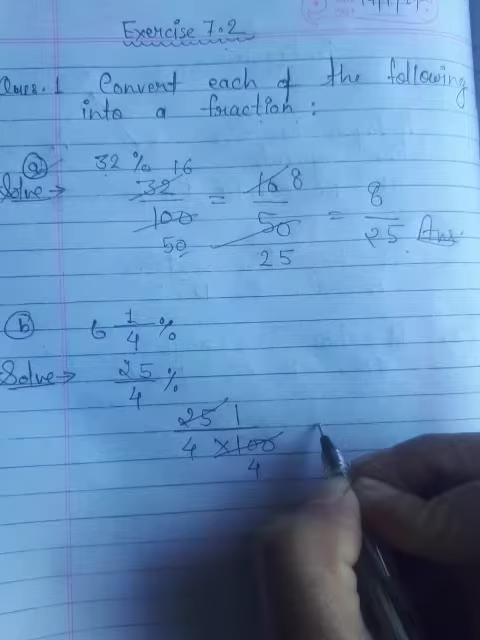 Exercise 7.2
Ques. 1 Convert each of the following
into a fraction :
(a) 32 % 16
Solve → 32/100 = 16/50 = 8/25 Ans.
50 8 25
(b) 6 1/4 %
Solve → 25/4 %
25 1
4 × 100
4